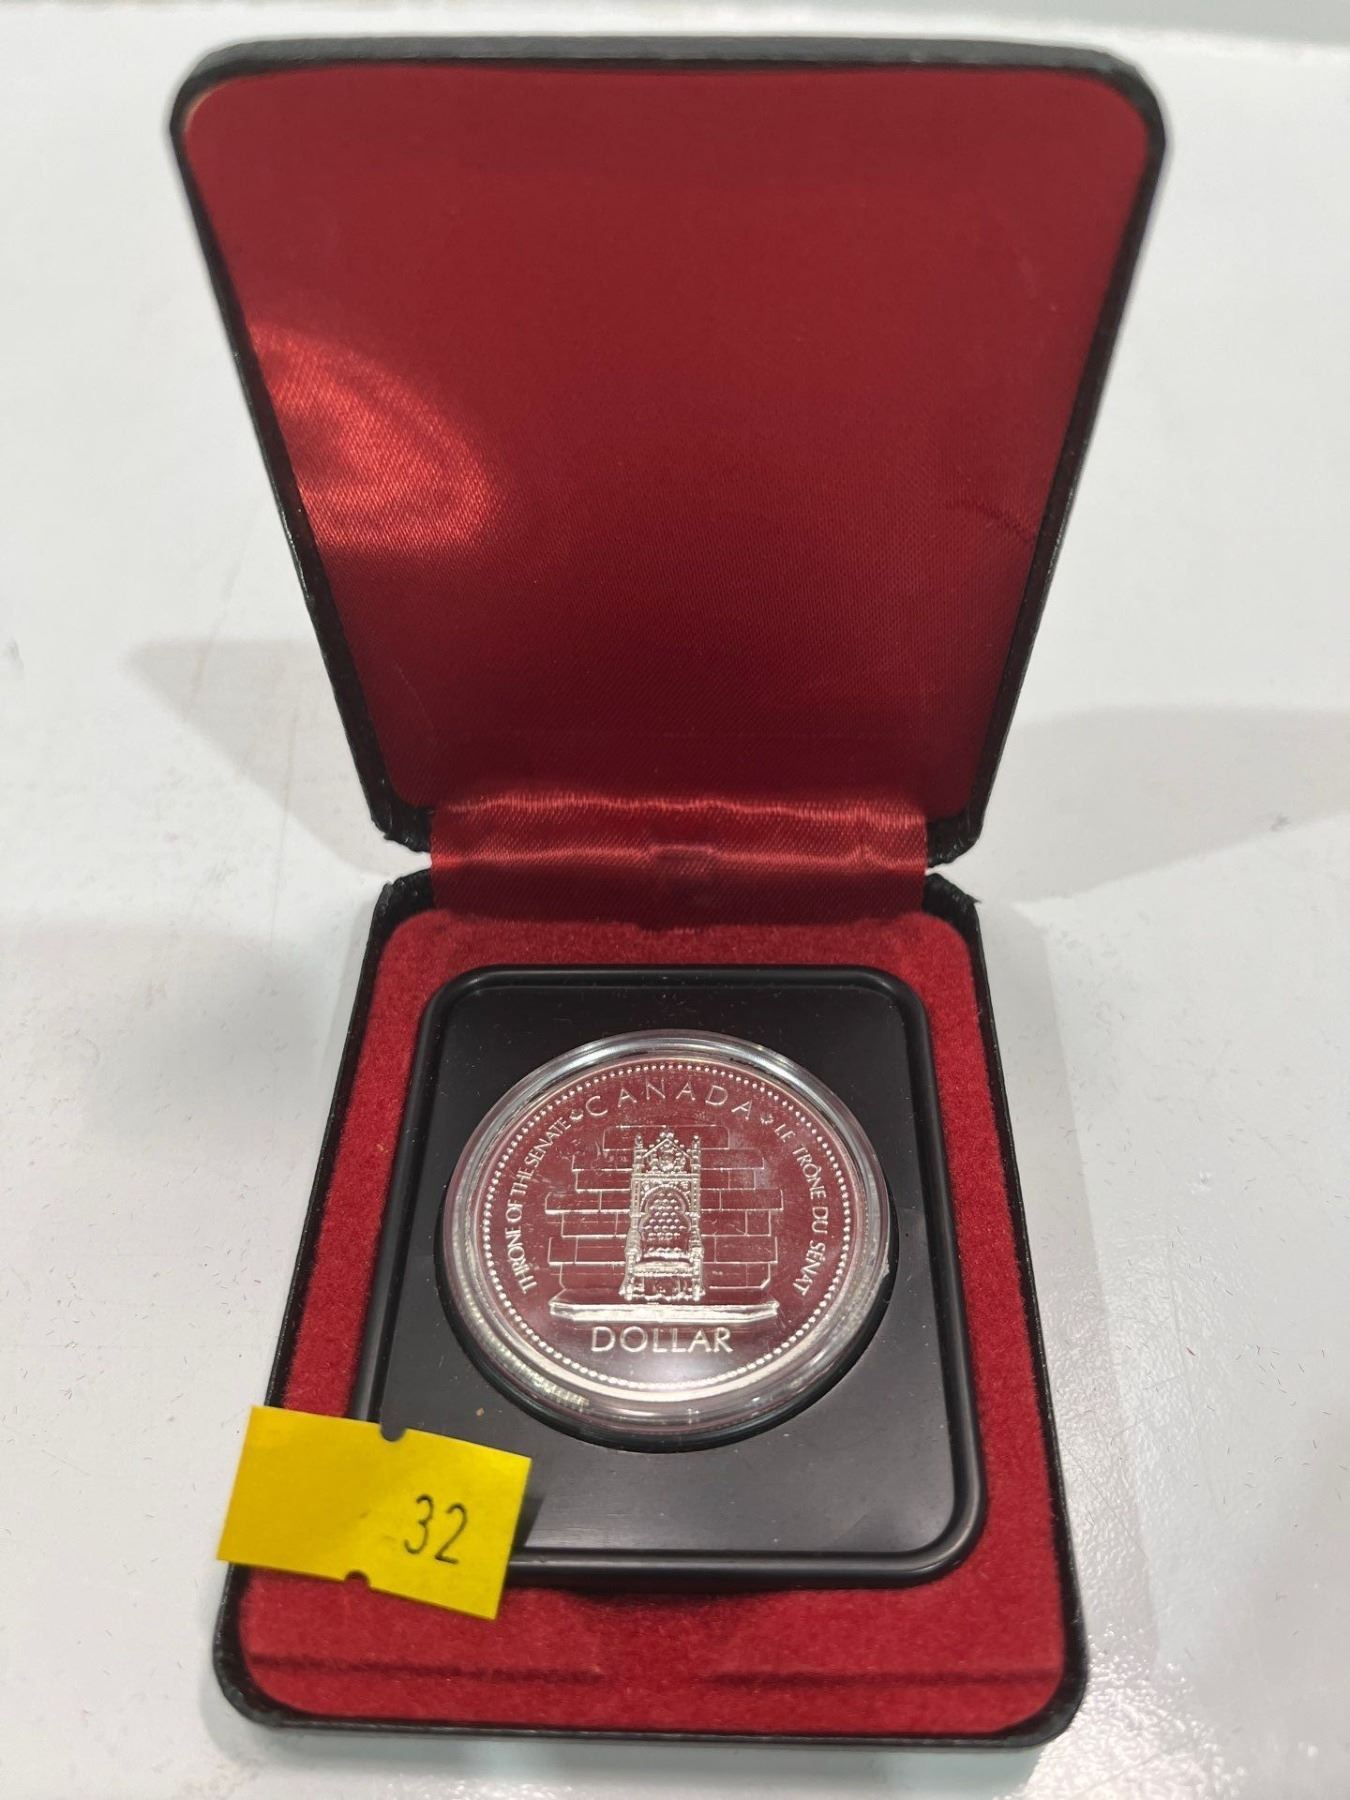 CANADA
THRONE OF THE SENATE
LE TRÔNE DU SÉNAT
DOLLAR
32